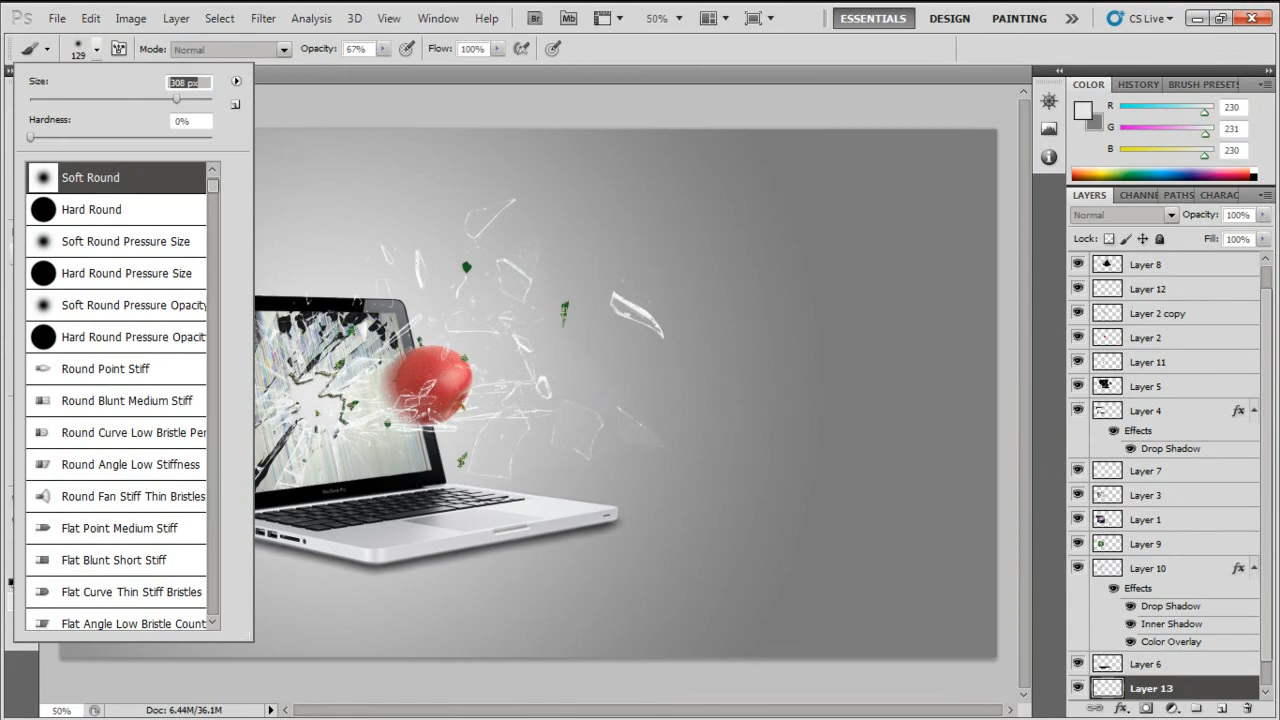 Ps File Edit Image Layer Select Filter Analysis 3D View Window Help Br Mb 50% ESSENTIALS DESIGN PAINTING CS Live
129 Mode: Normal Opacity: 67% Flow: 100%
Size: 308 px
Hardness: 0%
Soft Round
Hard Round
Soft Round Pressure Size
Hard Round Pressure Size
Soft Round Pressure Opacity
Hard Round Pressure Opacit
Round Point Stiff
Round Blunt Medium Stiff
Round Curve Low Bristle Per
Round Angle Low Stiffness
Round Fan Stiff Thin Bristles
Flat Point Medium Stiff
Flat Blunt Short Stiff
Flat Curve Thin Stiff Bristles
Flat Angle Low Bristle Count
COLOR HISTORY BRUSH PRESETS
R 230
G 231
B 230
LAYERS CHANNE PATHS CHARAC
Normal Opacity: 100%
Lock: Fill: 100%
Layer 8
Layer 12
Layer 2 copy
Layer 2
Layer 11
Layer 5
Layer 4 fx
Effects
Drop Shadow
Layer 7
Layer 3
Layer 1
Layer 9
Layer 10 fx
Effects
Drop Shadow
Inner Shadow
Color Overlay
Layer 6
Layer 13
MacBook Pro
50% Doc: 6.44M/36.1M fx